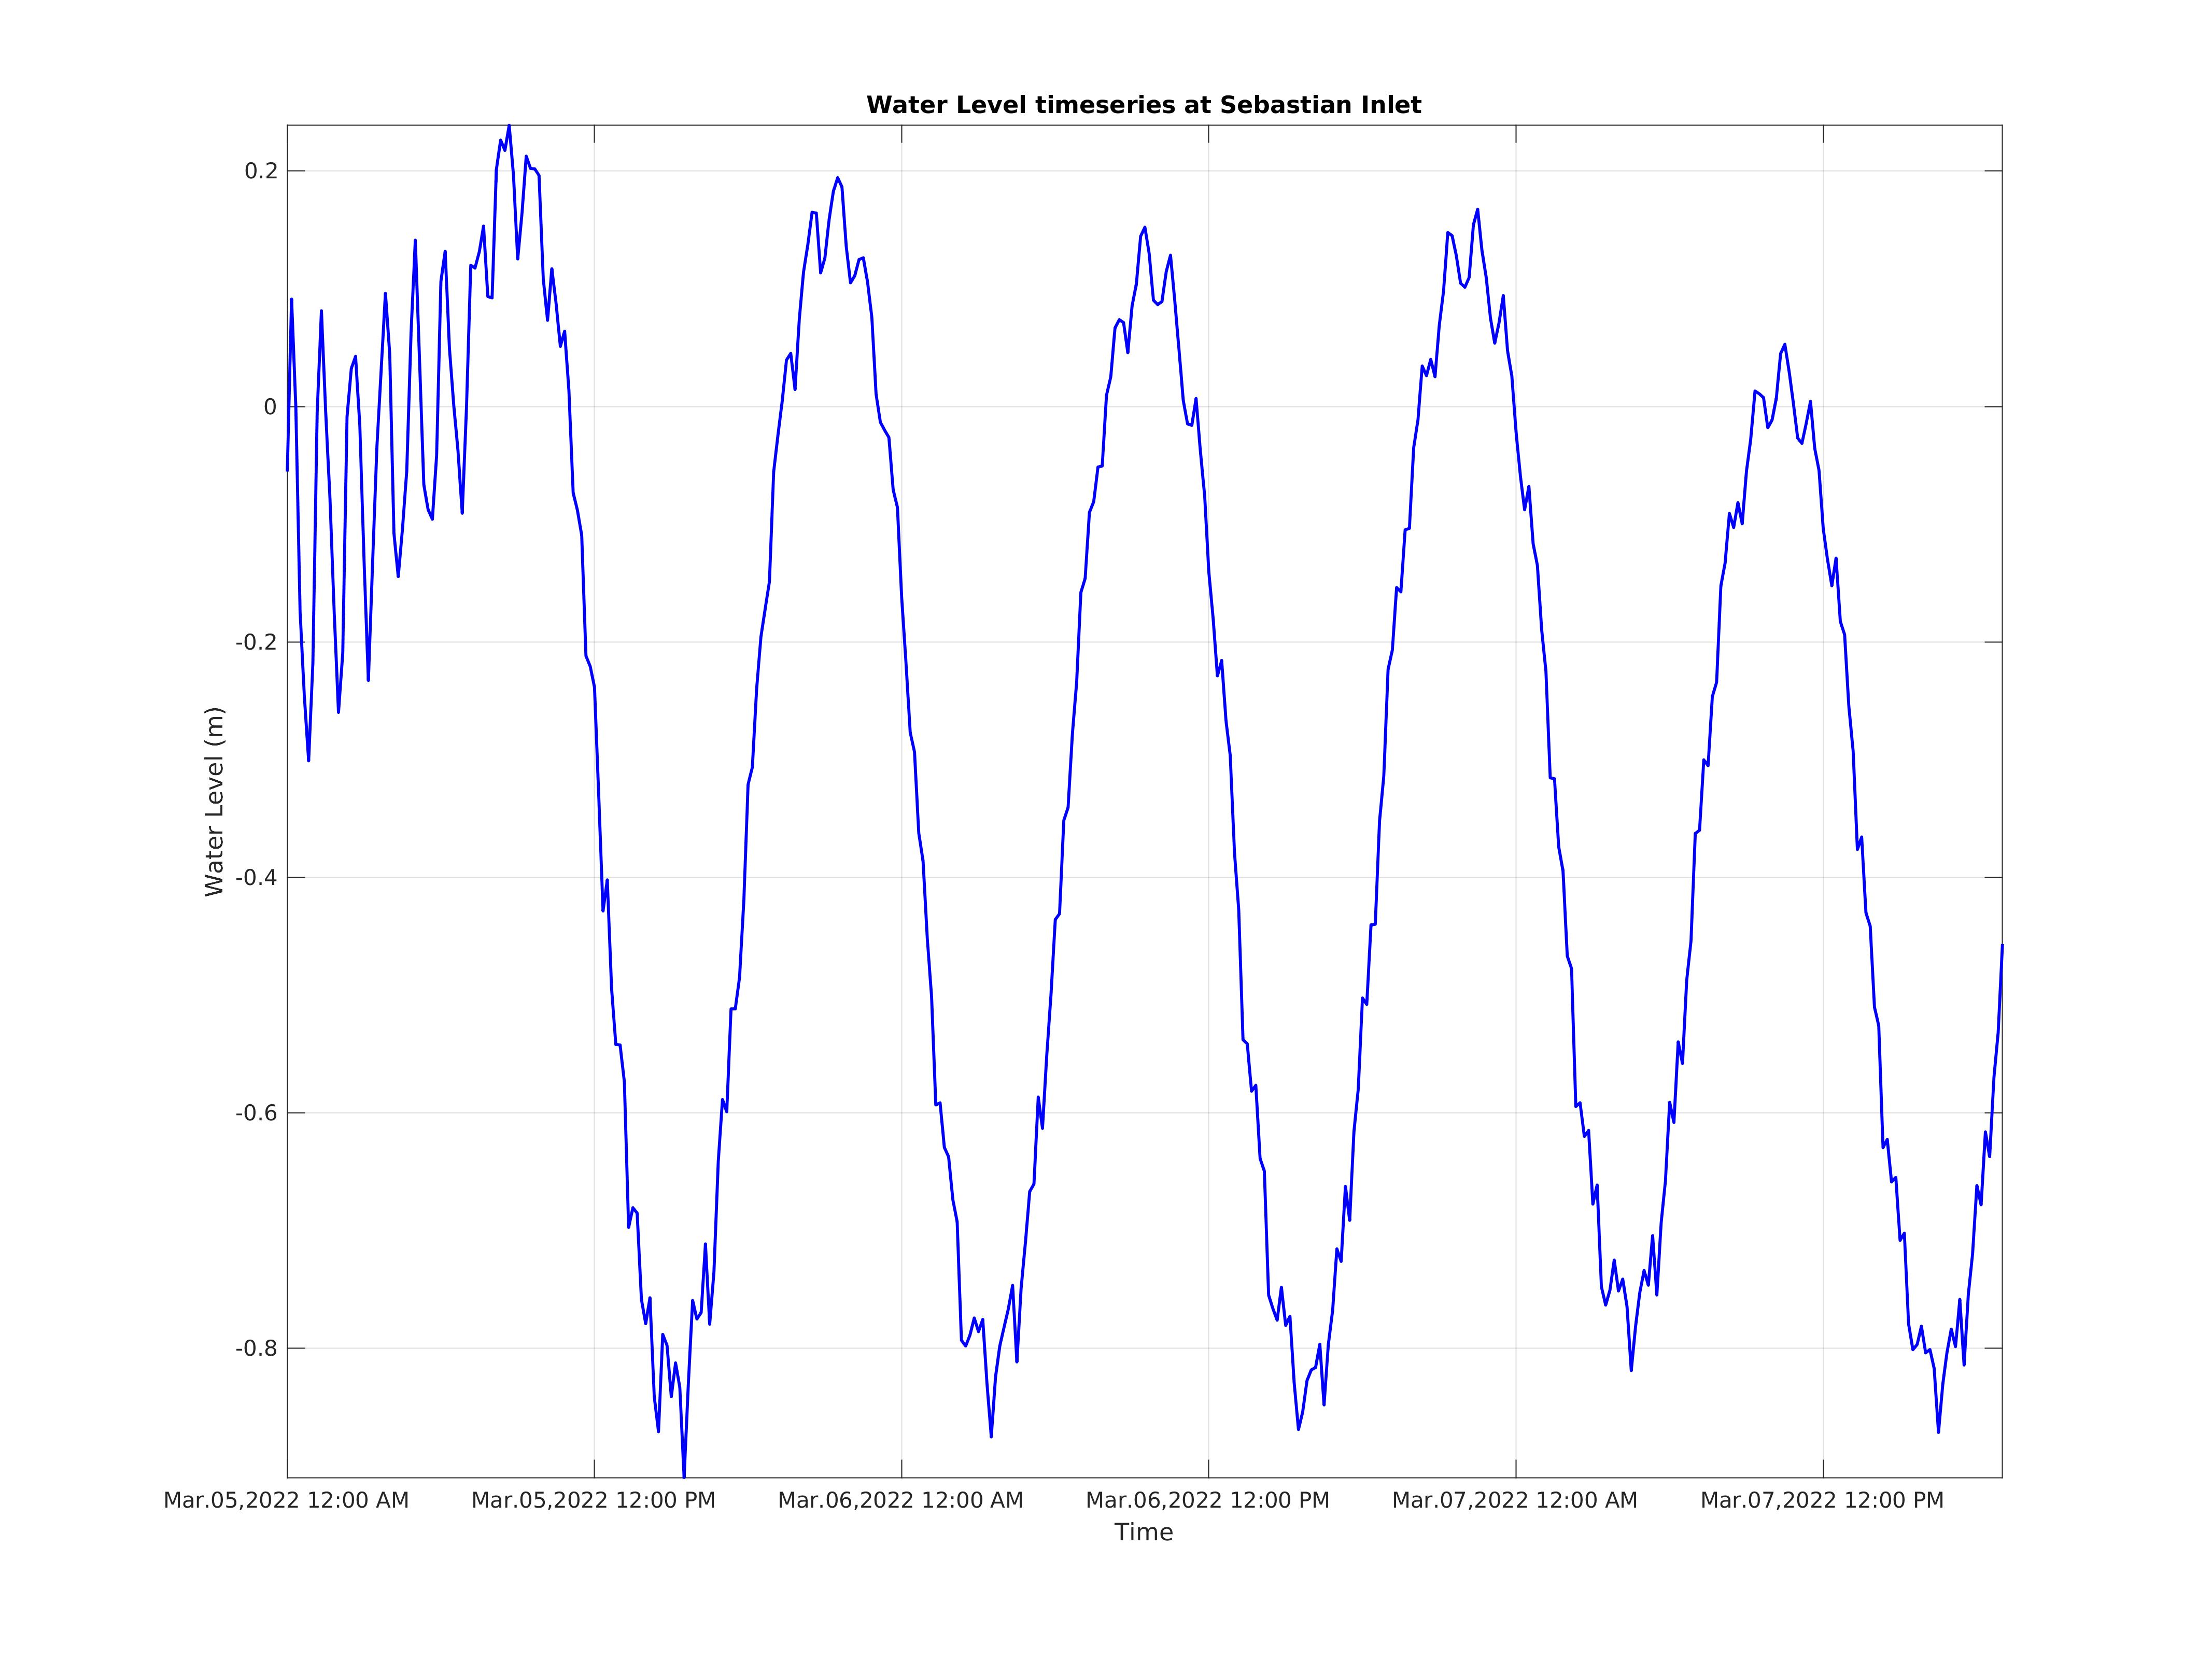 Water Level timeseries at Sebastian Inlet
0.2
0
-0.2
-0.4
-0.6
-0.8
Water Level (m)
Mar.05,2022 12:00 AM Mar.05,2022 12:00 PM Mar.06,2022 12:00 AM Mar.06,2022 12:00 PM Mar.07,2022 12:00 AM Mar.07,2022 12:00 PM
Time